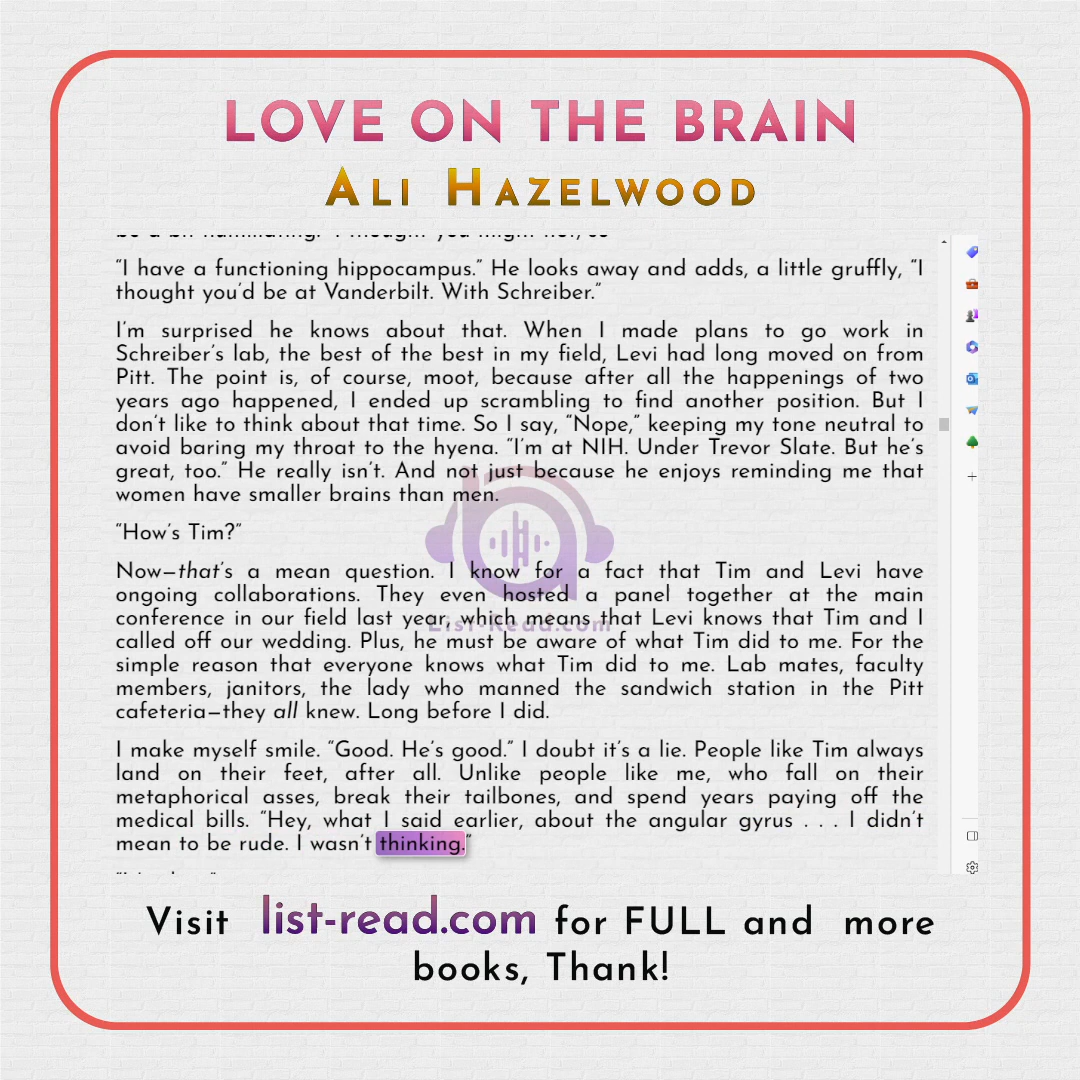 LOVE ON THE BRAIN
ALI HAZELWOOD
“I have a functioning hippocampus.” He looks away and adds, a little gruffly, “I
thought you’d be at Vanderbilt. With Schreiber.”
I’m surprised he knows about that. When I made plans to go work in
Schreiber’s lab, the best of the best in my field, Levi had long moved on from
Pitt. The point is, of course, moot, because after all the happenings of two
years ago happened, I ended up scrambling to find another position. But I
don’t like to think about that time. So I say, “Nope,” keeping my tone neutral to
avoid baring my throat to the hyena. “I’m at NIH. Under Trevor Slate. But he’s
great, too.” He really isn’t. And not just because he enjoys reminding me that
women have smaller brains than men.
“How’s Tim?”
Now—that’s a mean question. I know for a fact that Tim and Levi have
ongoing collaborations. They even hosted a panel together at the main
conference in our field last year, which means that Levi knows that Tim and I
called off our wedding. Plus, he must be aware of what Tim did to me. For the
simple reason that everyone knows what Tim did to me. Lab mates, faculty
members, janitors, the lady who manned the sandwich station in the Pitt
cafeteria—they all knew. Long before I did.
I make myself smile. “Good. He’s good.” I doubt it’s a lie. People like Tim always
land on their feet, after all. Unlike people like me, who fall on their
metaphorical asses, break their tailbones, and spend years paying off the
medical bills. “Hey, what I said earlier, about the angular gyrus . . . I didn’t
mean to be rude. I wasn’t thinking.”
List-Read.com
Visit list-read.com for FULL and more
books, Thank!